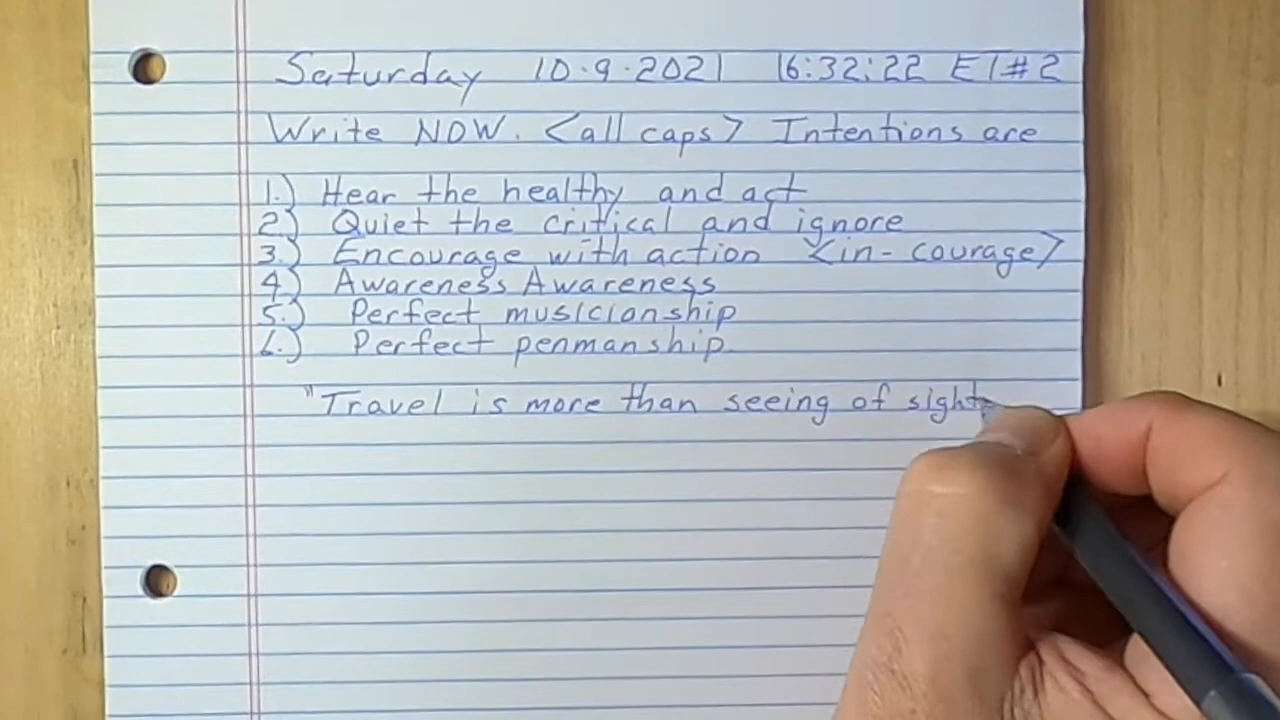 Saturday 10.9.2021 16:32:22 ET#2
Write NOW. <all caps> Intentions are
1.) Hear the healthy and act
2.) Quiet the critical and ignore
3.) Encourage with action <in-courage>
4.) Awareness Awareness
5.) Perfect musicianship
6.) Perfect penmanship.
"Travel is more than seeing of sight